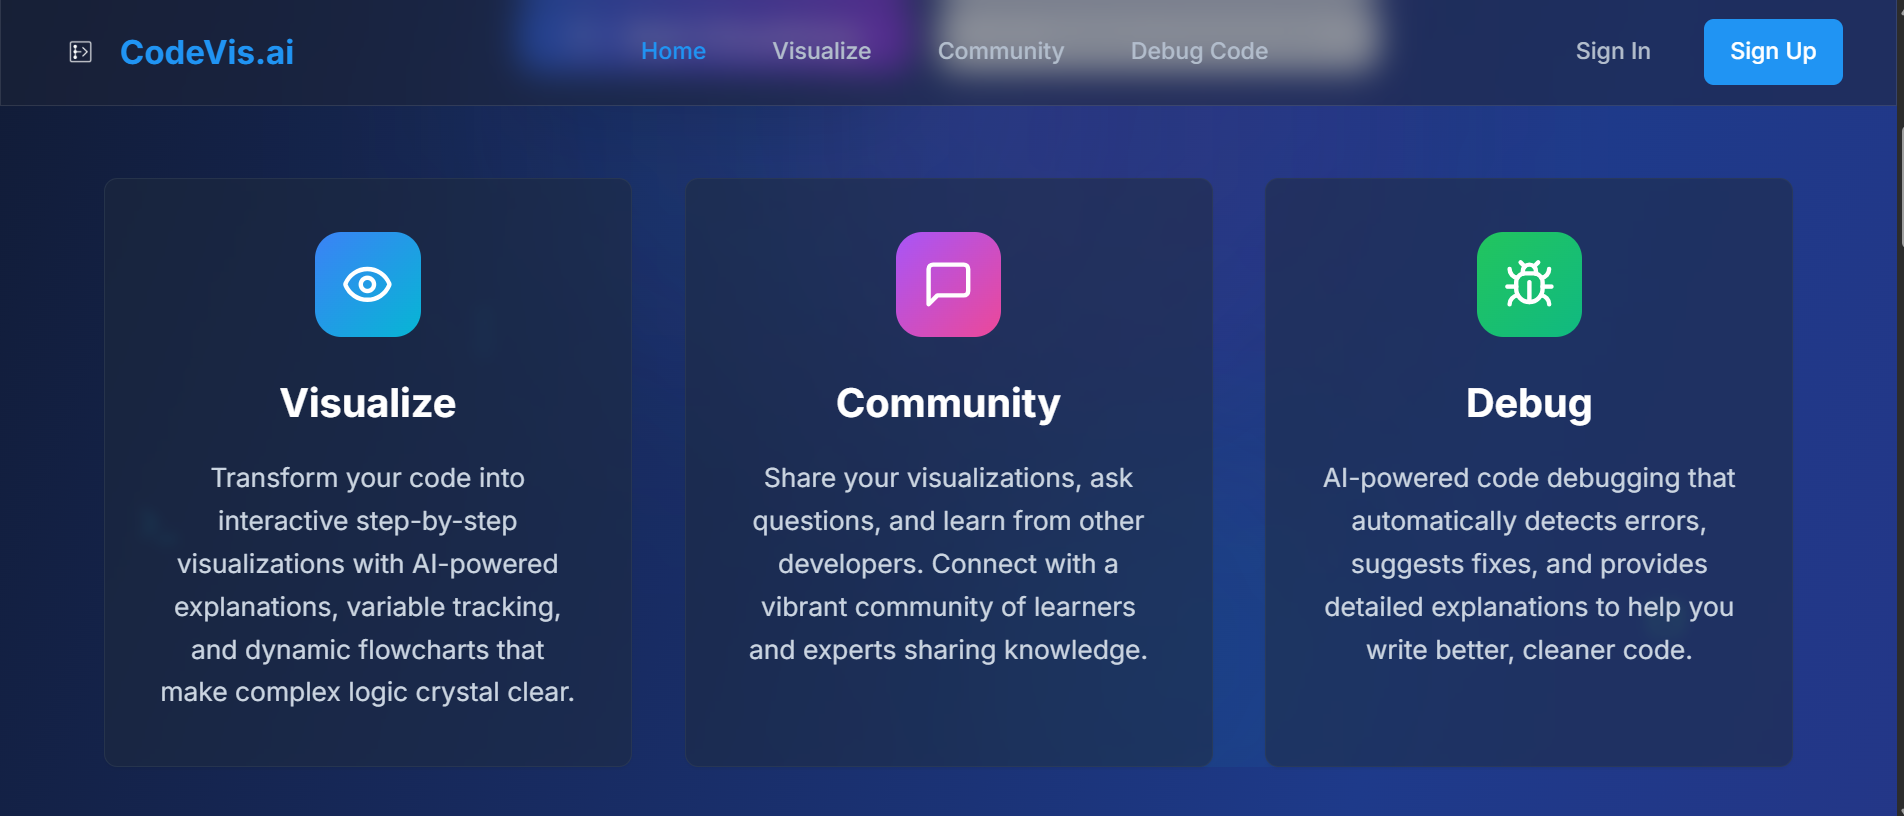 CodeVis.ai
Home
Visualize
Community
Debug Code
Sign In
Sign Up
Visualize
Transform your code into
interactive step-by-step
visualizations with AI-powered
explanations, variable tracking,
and dynamic flowcharts that
make complex logic crystal clear.
Community
Share your visualizations, ask
questions, and learn from other
developers. Connect with a
vibrant community of learners
and experts sharing knowledge.
Debug
AI-powered code debugging that
automatically detects errors,
suggests fixes, and provides
detailed explanations to help you
write better, cleaner code.